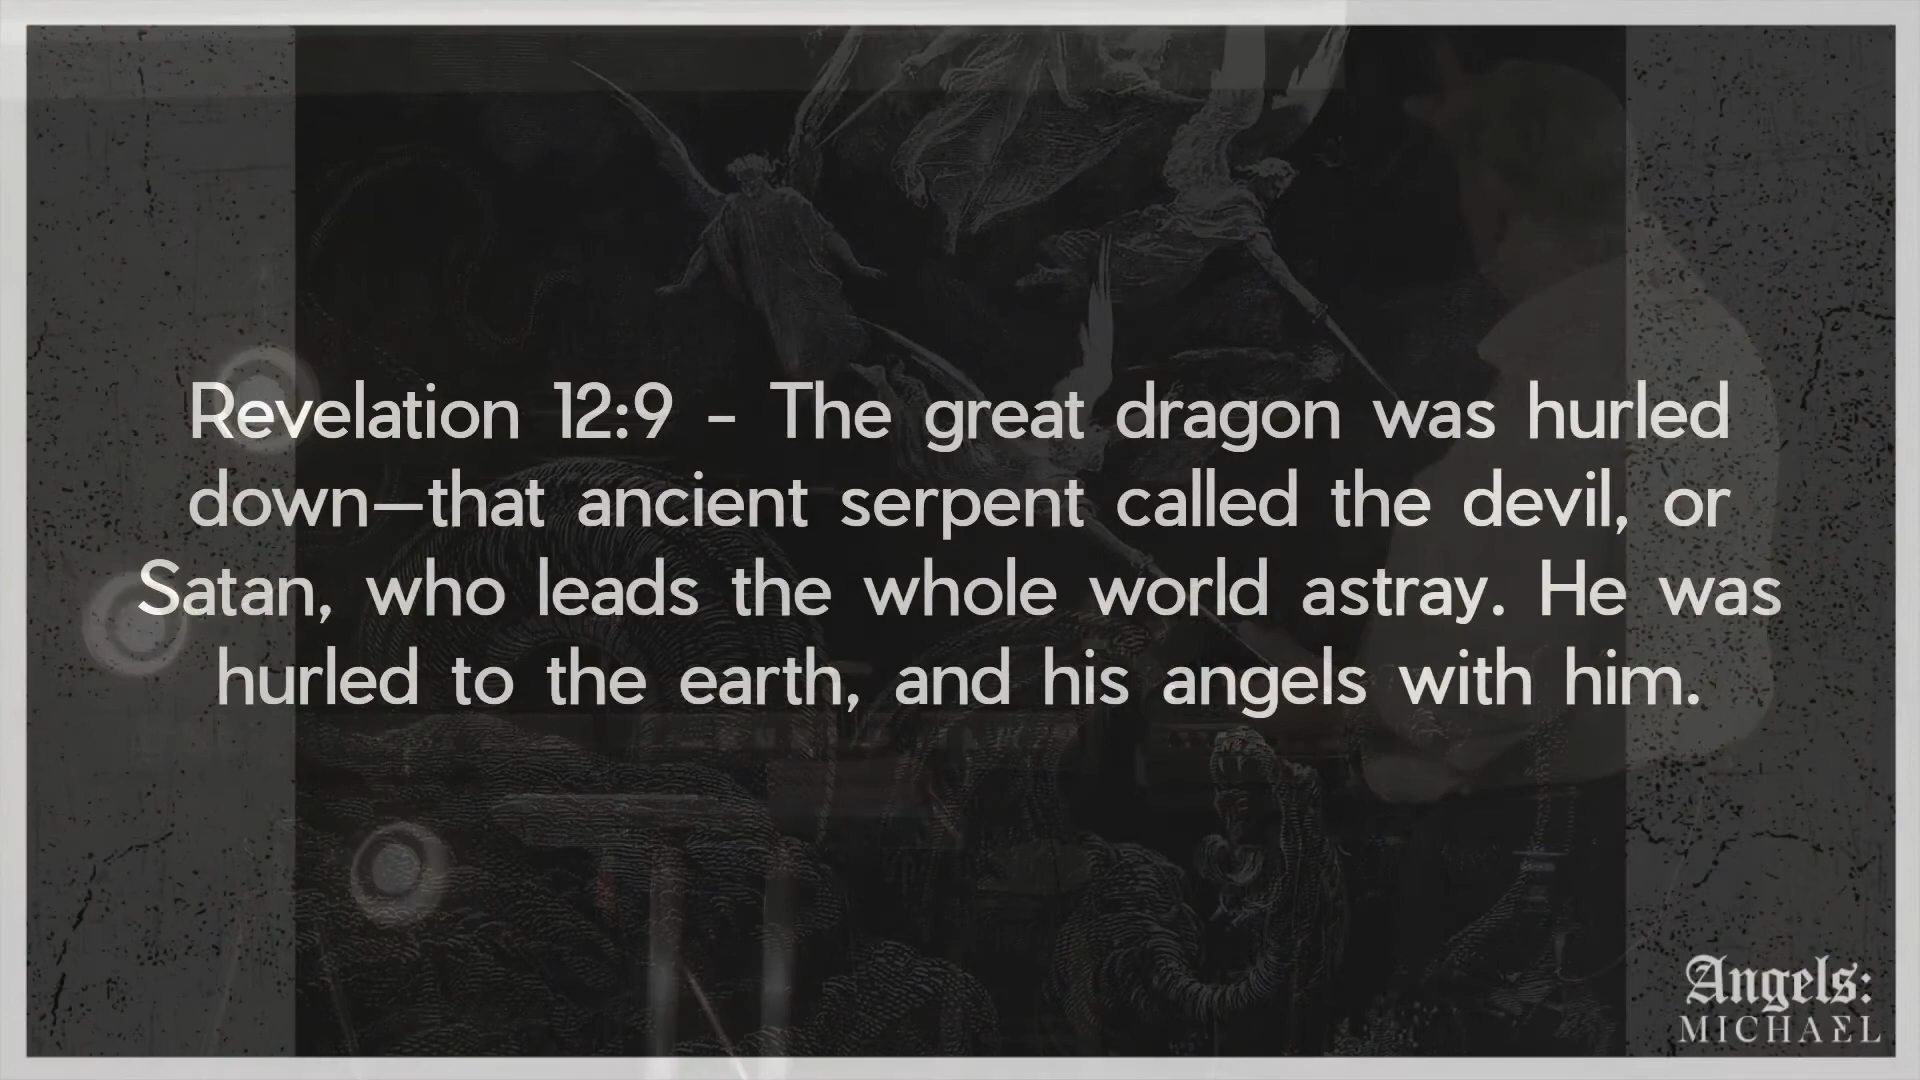 Revelation 12:9 - The great dragon was hurled
down—that ancient serpent called the devil, or
Satan, who leads the whole world astray. He was
hurled to the earth, and his angels with him.
Angels:
MICHAEL